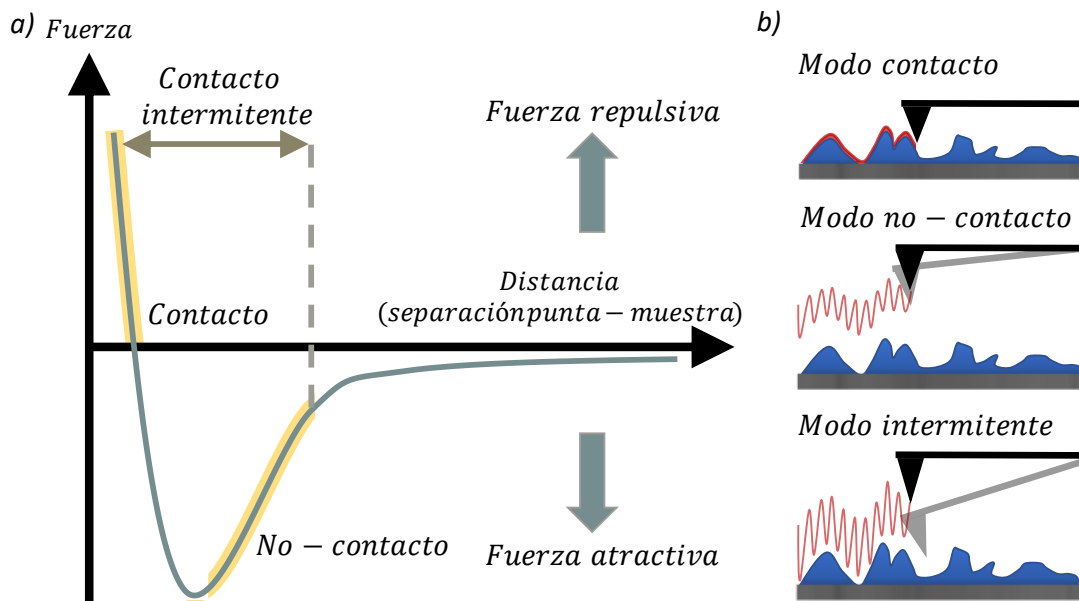 a)
Fuerza
Contacto
intermitente
Fuerza repulsiva
Distancia
(separaciónpunta − muestra)
Contacto
No − contacto
Fuerza atractiva
b)
Modo contacto
Modo no − contacto
Modo intermitente